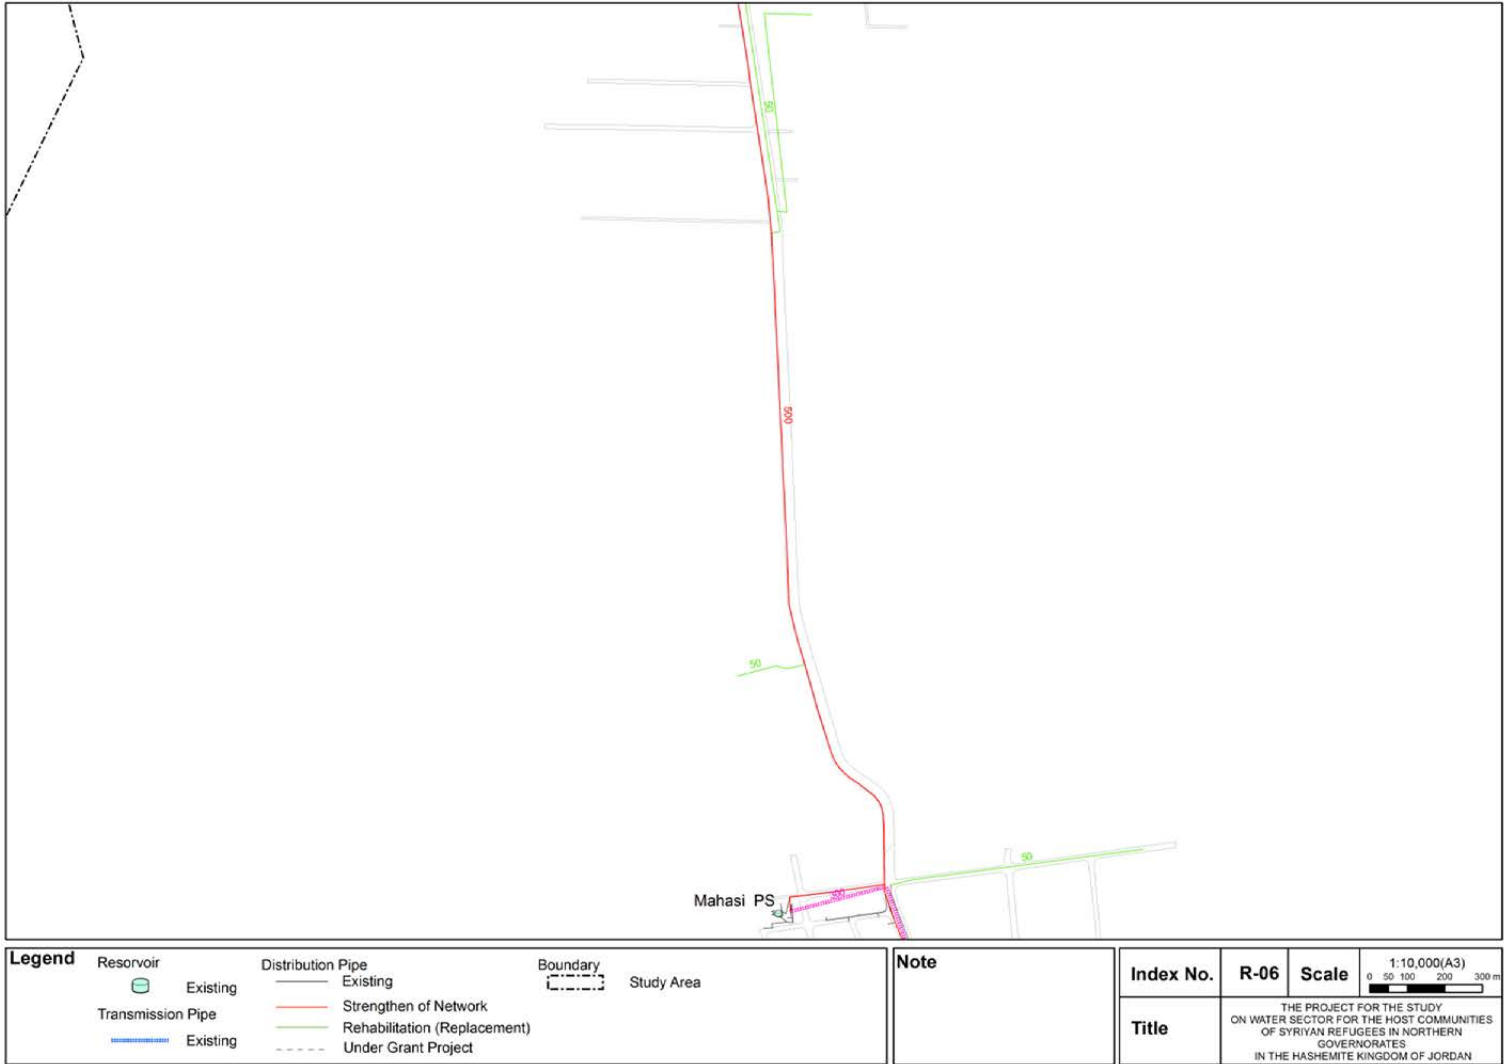 50
500
50
50
Mahasi PS
Legend
Reservoir
Existing
Transmission Pipe
Existing
Distribution Pipe
Existing
Strengthen of Network
Rehabilitation (Replacement)
Under Grant Project
Boundary
Study Area
Note
Index No.
R-06
Scale
1:10,000(A3)
0 50 100 200 300 m
Title
THE PROJECT FOR THE STUDY
ON WATER SECTOR FOR THE HOST COMMUNITIES
OF SYRIYAN REFUGEES IN NORTHERN
GOVERNORATES
IN THE HASHEMITE KINGDOM OF JORDAN